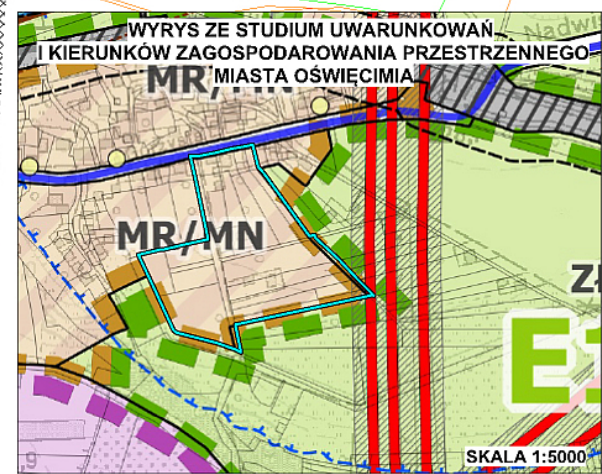 WYRYS ZE STUDIUM UWARUNKOWAŃ
I KIERUNKÓW ZAGOSPODAROWANIA PRZESTRZENNEGO
MIASTA OŚWIĘCIMIA
MR/MN
MR/MN
SKALA 1:5000